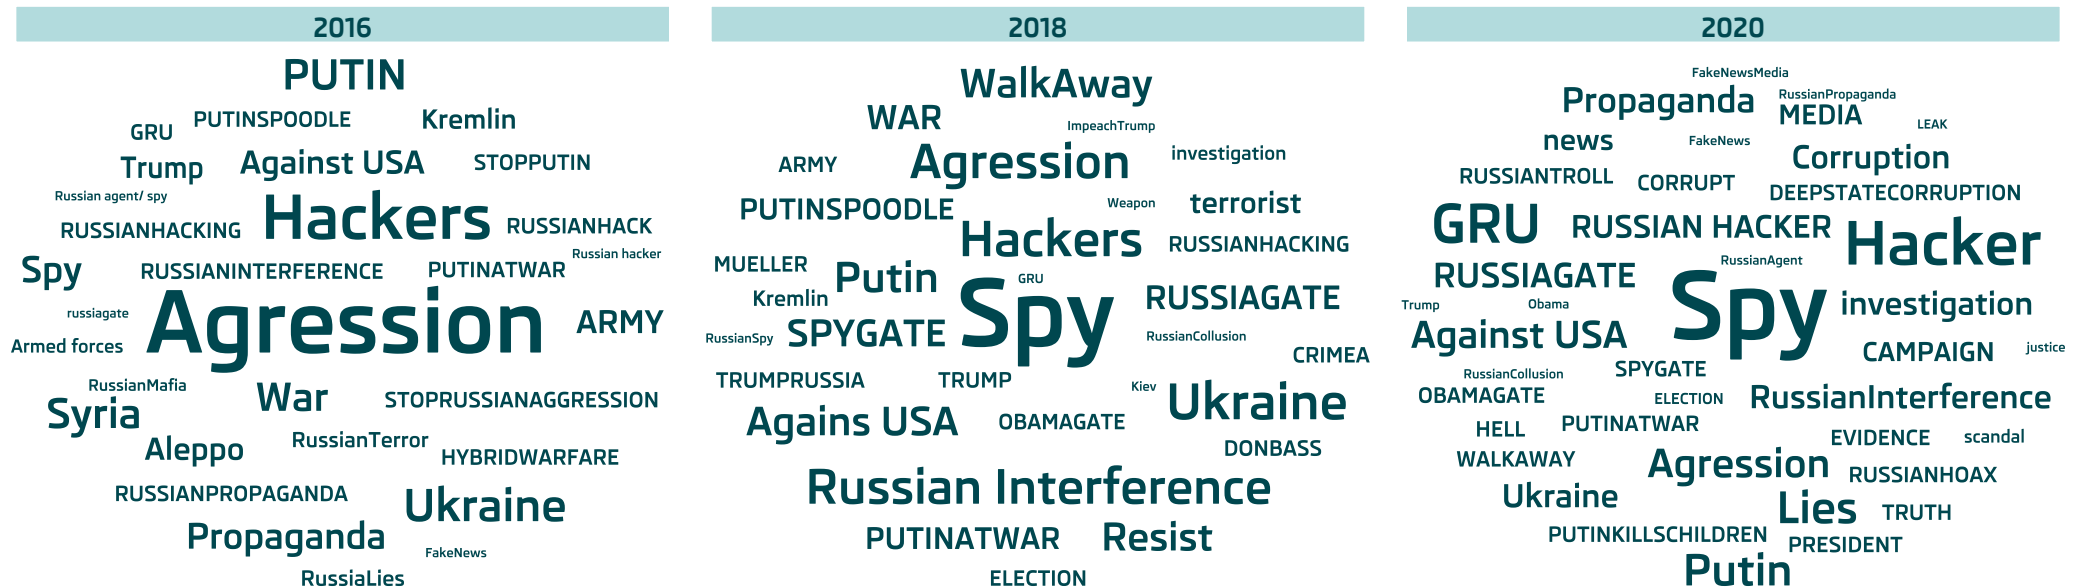 2016
PUTIN
PUTINSPOODLE
Kremlin
GRU
Trump
Against USA
STOPPUTIN
Russian agent/ spy
RUSSIANHACKING
Hackers
RUSSIANHACK
Russian hacker
Spy
RUSSIANINTERFERENCE
PUTINATWAR
russiagate
Agression
ARMY
Armed forces
RussianMafia
War
STOPRUSSIANAGGRESSION
Syria
Aleppo
RussianTerror
HYBRIDWARFARE
RUSSIANPROPAGANDA
Ukraine
Propaganda
FakeNews
RussiaLies
2018
WalkAway
WAR
ImpeachTrump
ARMY
Agression
investigation
PUTINSPOODLE
Weapon
terrorist
Hackers
RUSSIANHACKING
MUELLER
Putin
GRU
Kremlin
Spy
RUSSIAGATE
RussianSpy
SPYGATE
RussianCollusion
CRIMEA
TRUMPRUSSIA
TRUMP
Kiev
Ukraine
Agains USA
OBAMAGATE
DONBASS
Russian Interference
PUTINATWAR
Resist
ELECTION
2020
FakeNewsMedia
Propaganda
RussianPropaganda
MEDIA
LEAK
news
FakeNews
Corruption
RUSSIANTROLL
CORRUPT
DEEPSTATECORRUPTION
GRU
RUSSIAN HACKER
Hacker
RUSSIAGATE
RussianAgent
Trump
Obama
Spy
investigation
Against USA
CAMPAIGN
justice
RussianCollusion
SPYGATE
OBAMAGATE
ELECTION
RussianInterference
HELL
PUTINATWAR
EVIDENCE
scandal
WALKAWAY
Agression
RUSSIANHOAX
Ukraine
Lies
TRUTH
PUTINKILLSCHILDREN
PRESIDENT
Putin